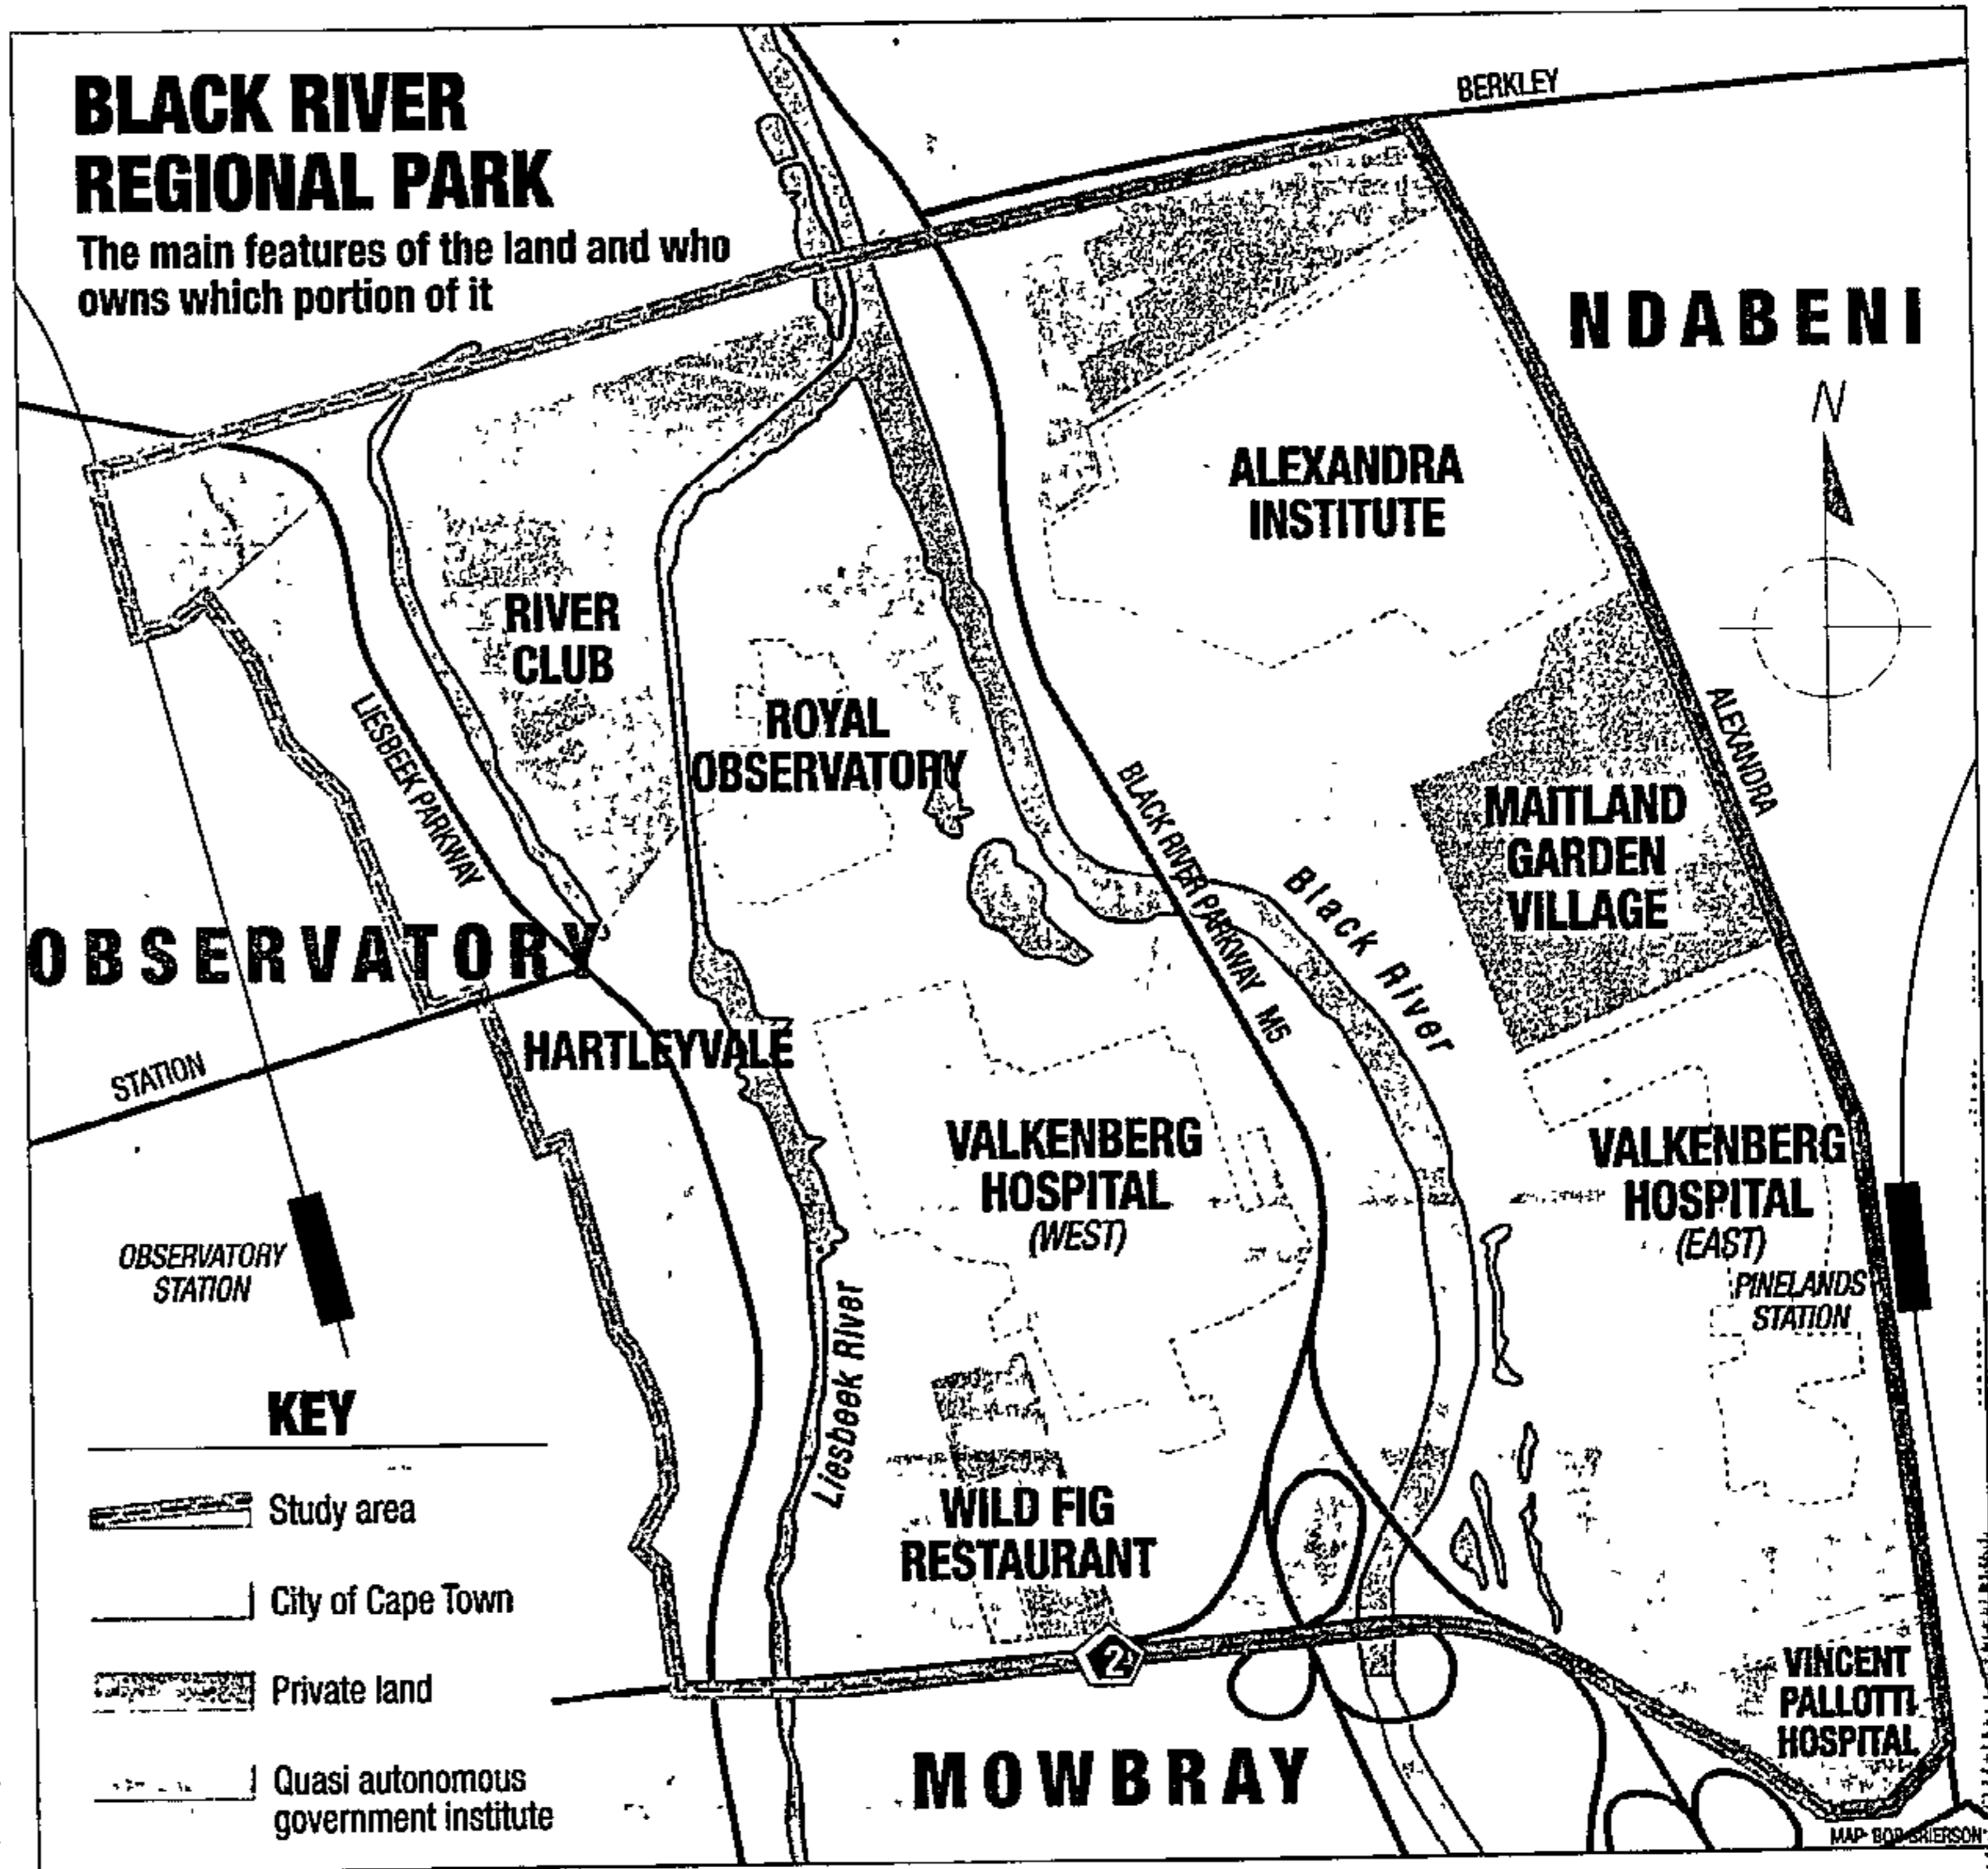 BLACK RIVER
REGIONAL PARK
The main features of the land and who
owns which portion of it
BERKLEY
NDABENI
N
ALEXANDRA
INSTITUTE
RIVER
CLUB
ROYAL
OBSERVATORY
LIESBEEK PARKWAY
BLACK RIVER PARKWAY M5
Black River
ALEXANDRA
MAITLAND
GARDEN
VILLAGE
OBSERVATORY
STATION
HARTLEYVALE
VALKENBERG
HOSPITAL
(WEST)
VALKENBERG
HOSPITAL
(EAST)
OBSERVATORY
STATION
PINELANDS
STATION
Liesbeek River
WILD FIG
RESTAURANT
2
VINCENT
PALLOTTI
HOSPITAL
MOWBRAY
KEY
Study area
City of Cape Town
Private land
Quasi autonomous
government institute
MAP: BOB GRIERSON